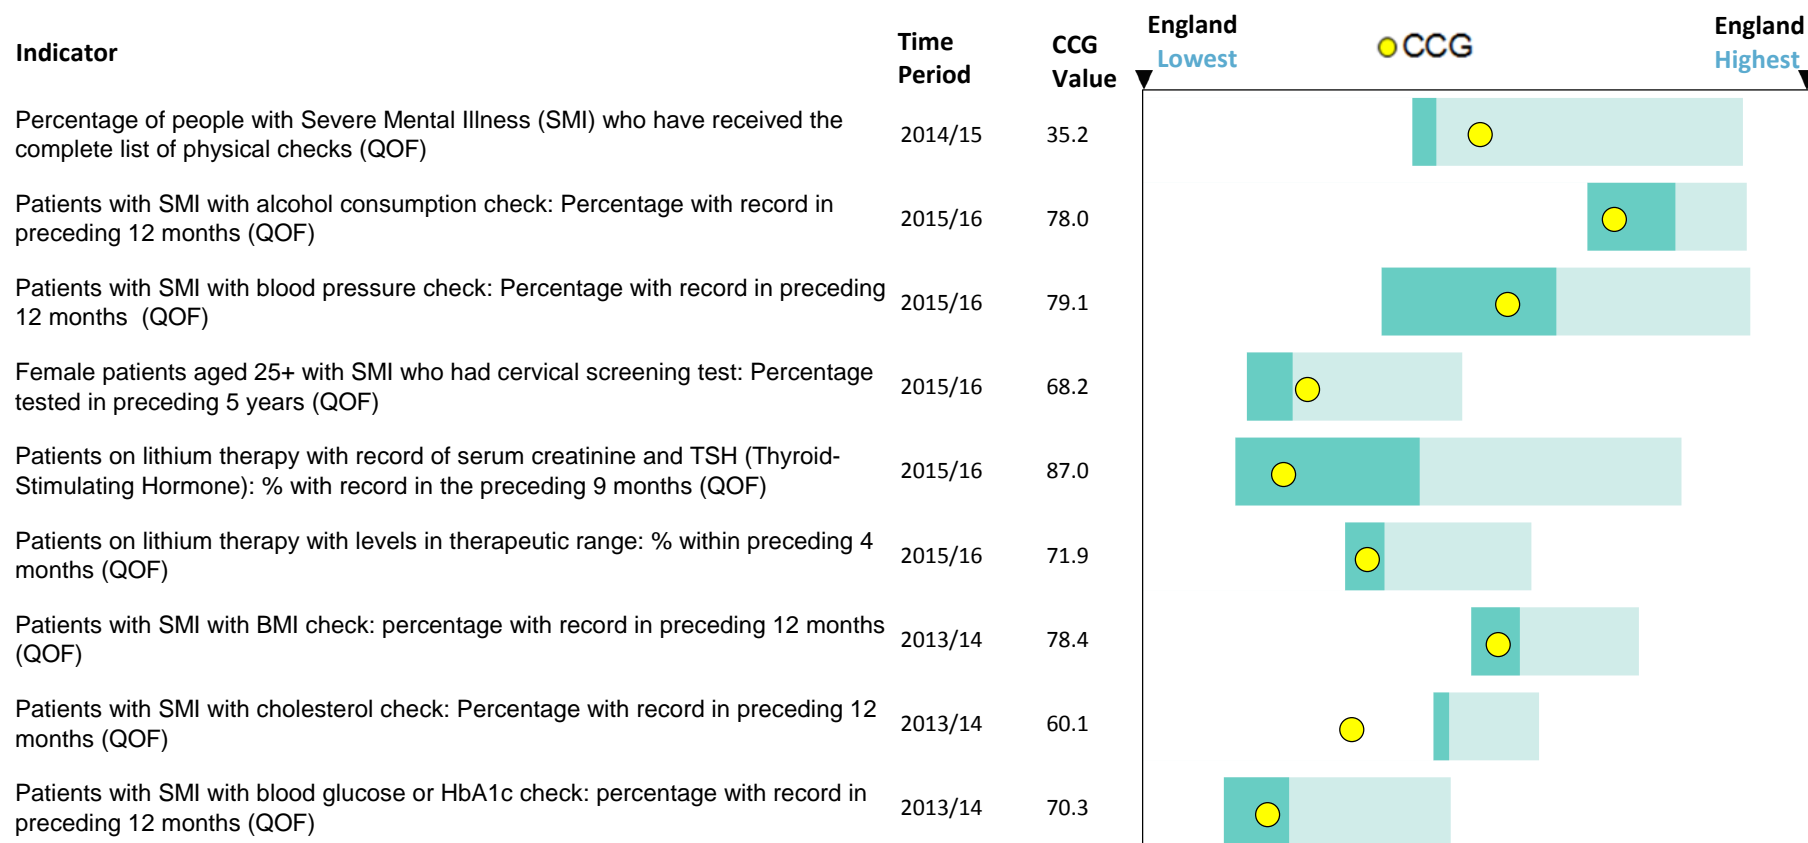 Indicator
Time
Period
CCG
Value
England
Lowest
CCG
England
Highest
Percentage of people with Severe Mental Illness (SMI) who have received the
complete list of physical checks (QOF)
2014/15
35.2
Patients with SMI with alcohol consumption check: Percentage with record in
preceding 12 months (QOF)
2015/16
78.0
Patients with SMI with blood pressure check: Percentage with record in preceding
12 months  (QOF)
2015/16
79.1
Female patients aged 25+ with SMI who had cervical screening test: Percentage
tested in preceding 5 years (QOF)
2015/16
68.2
Patients on lithium therapy with record of serum creatinine and TSH (Thyroid-
Stimulating Hormone): % with record in the preceding 9 months (QOF)
2015/16
87.0
Patients on lithium therapy with levels in therapeutic range: % within preceding 4
months (QOF)
2015/16
71.9
Patients with SMI with BMI check: percentage with record in preceding 12 months
(QOF)
2013/14
78.4
Patients with SMI with cholesterol check: Percentage with record in preceding 12
months (QOF)
2013/14
60.1
Patients with SMI with blood glucose or HbA1c check: percentage with record in
preceding 12 months (QOF)
2013/14
70.3